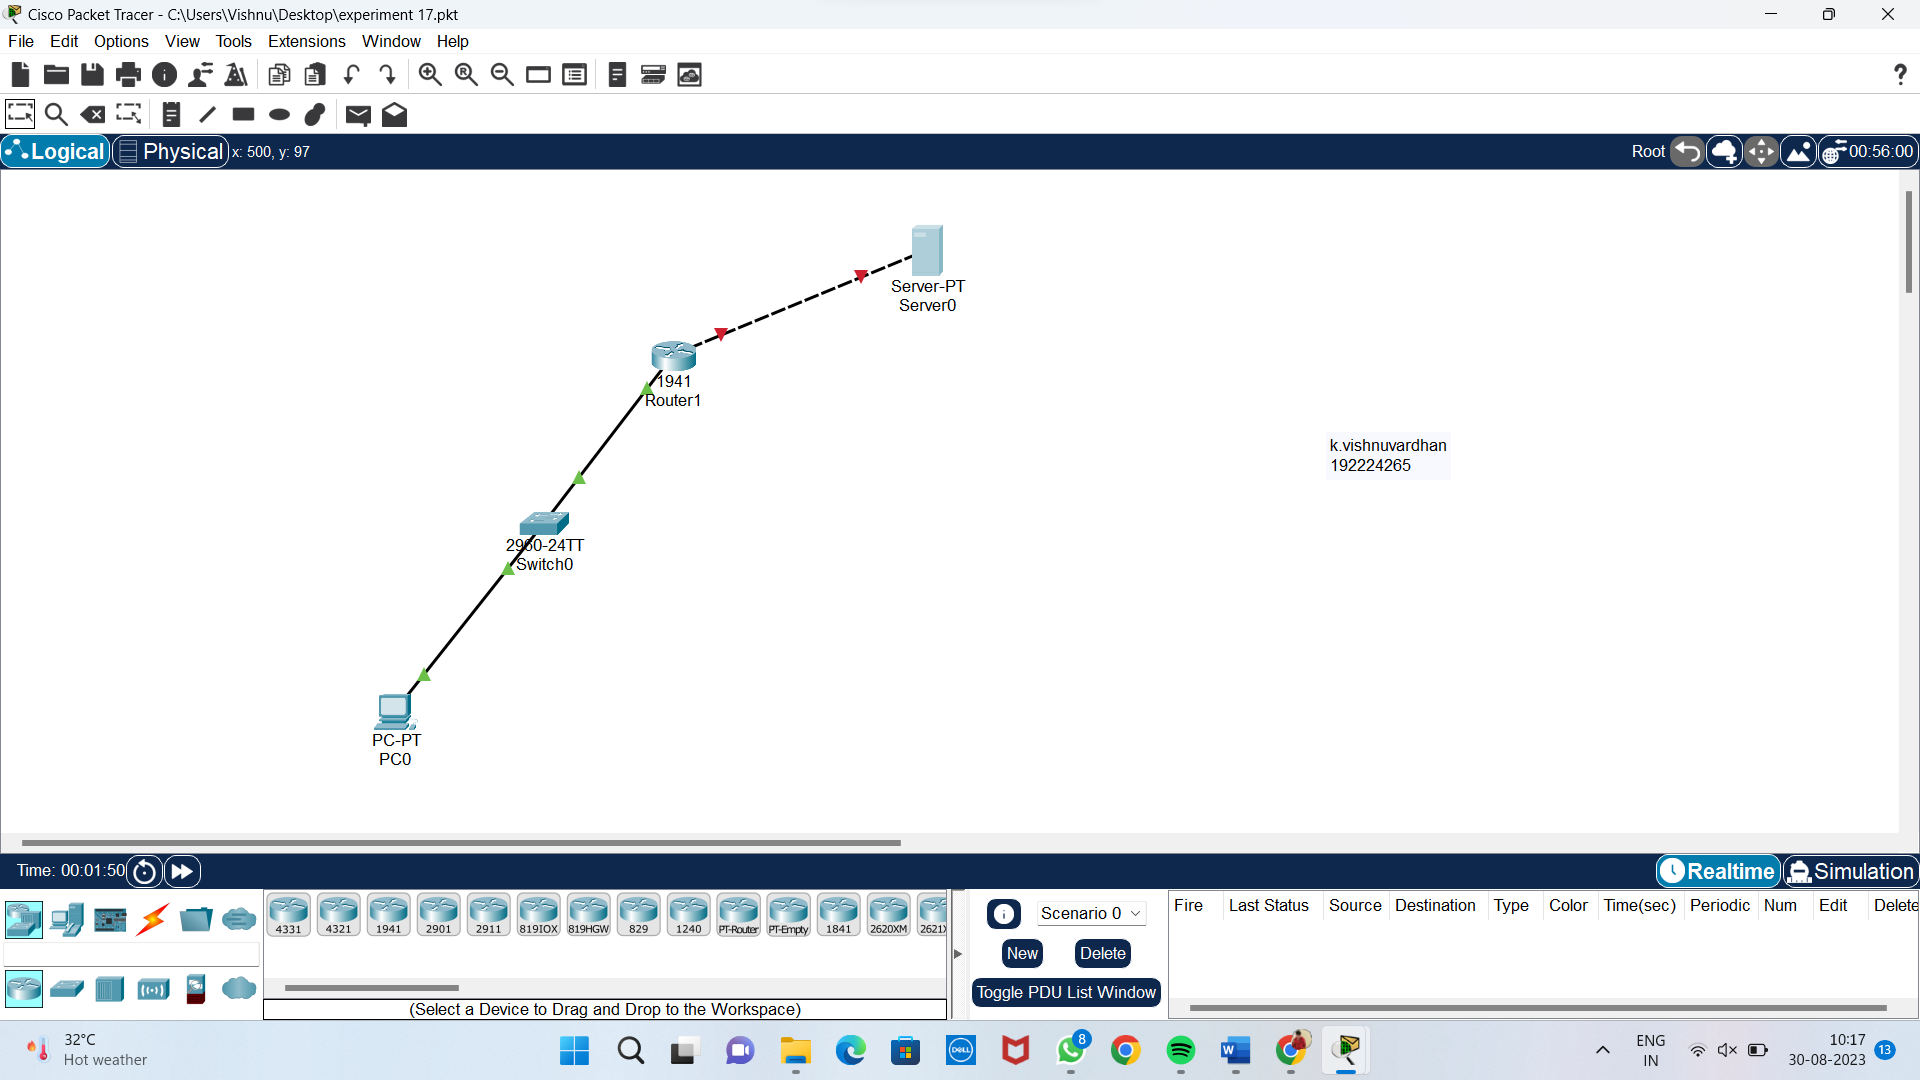 Cisco Packet Tracer - C:\Users\Vishnu\Desktop\experiment 17.pkt
File Edit Options View Tools Extensions Window Help
?
Logical Physical x: 500, y: 97 Root 00:56:00
Server-PT
Server0
1941
Router1
k.vishnuvardhan
192224265
2960-24TT
Switch0
PC-PT
PC0
Time: 00:01:50 Realtime Simulation
4331 4321 1941 2901 2911 819IOX 819HGW 829 1240 PT-Router PT-Empty 1841 2620XM 2621X
Scenario 0
New Delete
Toggle PDU List Window
Fire Last Status Source Destination Type Color Time(sec) Periodic Num Edit Delete
(Select a Device to Drag and Drop to the Workspace)
32°C
Hot weather
DELL
8
ENG
IN
10:17
30-08-2023
13